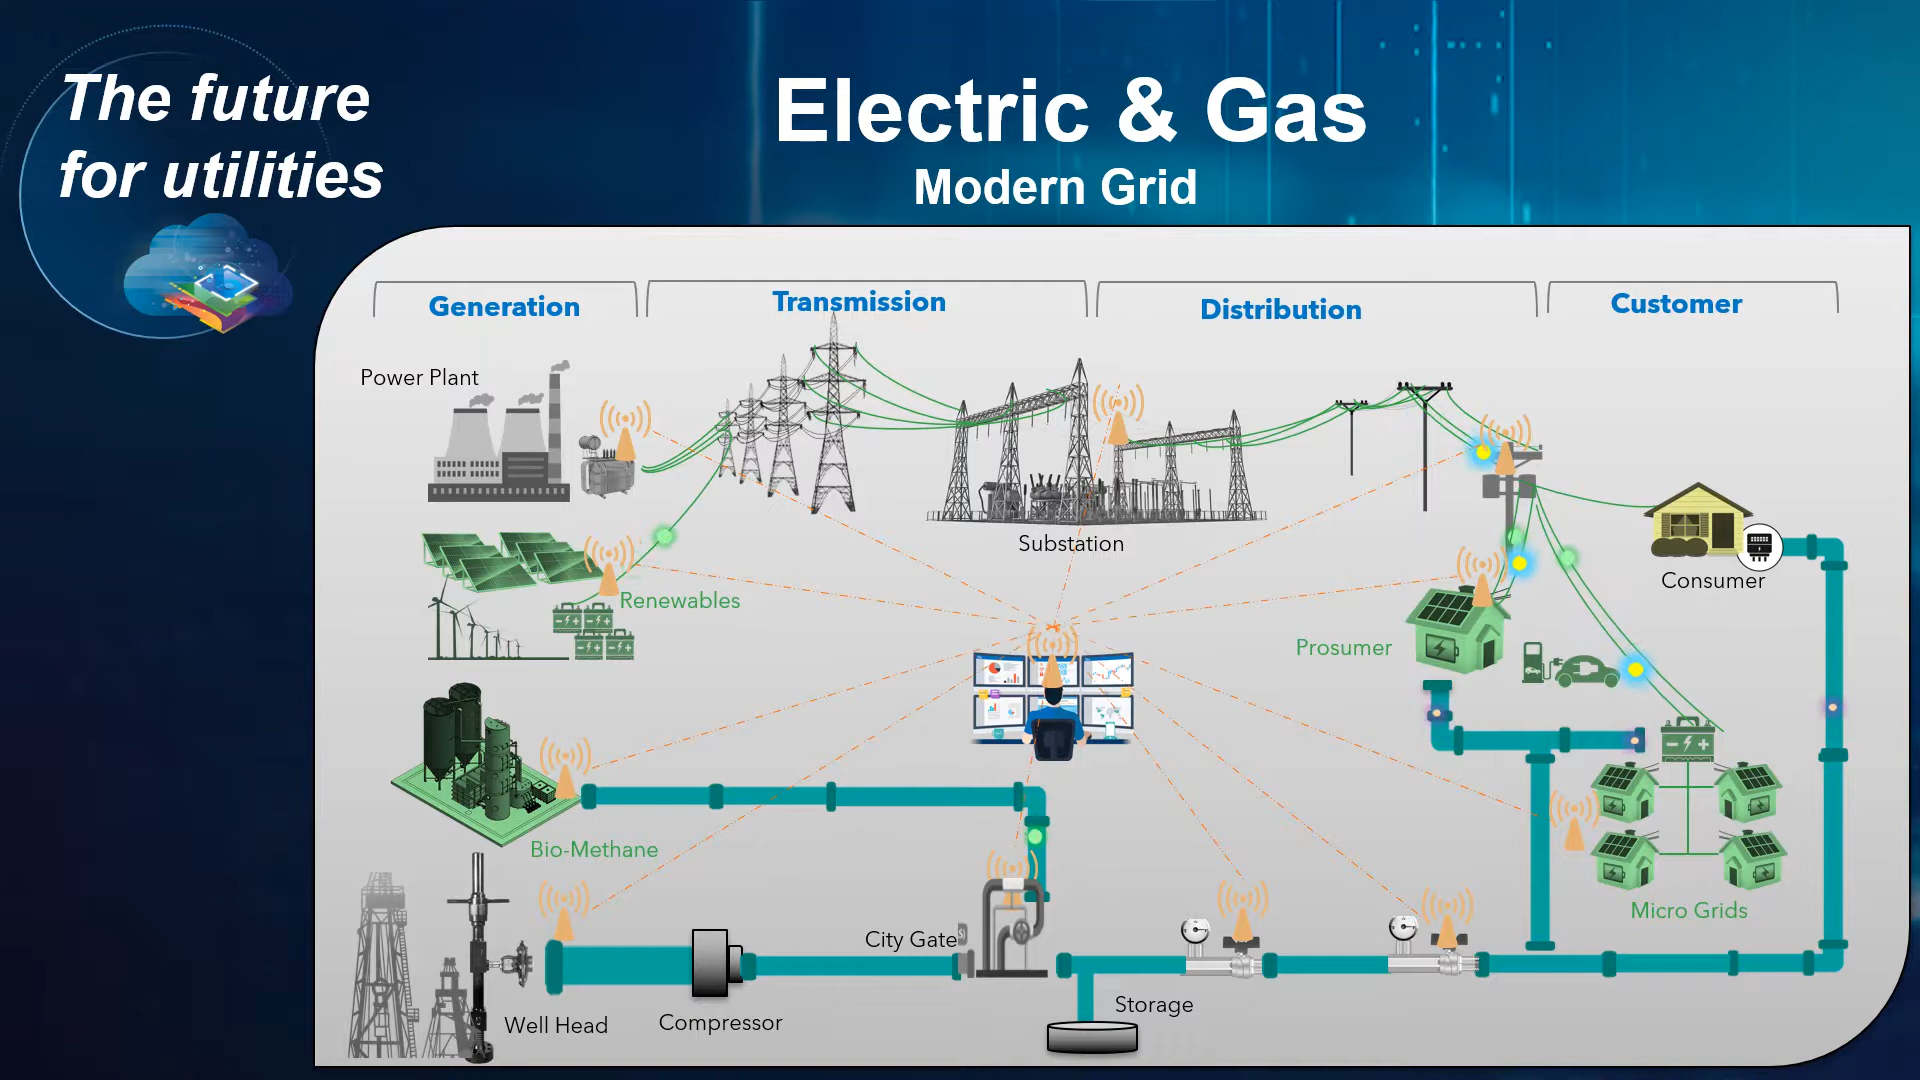 The future
for utilities
Electric & Gas
Modern Grid
Generation
Transmission
Distribution
Customer
Power Plant
Substation
Renewables
Consumer
Prosumer
Bio-Methane
Micro Grids
City Gate
Storage
Well Head
Compressor